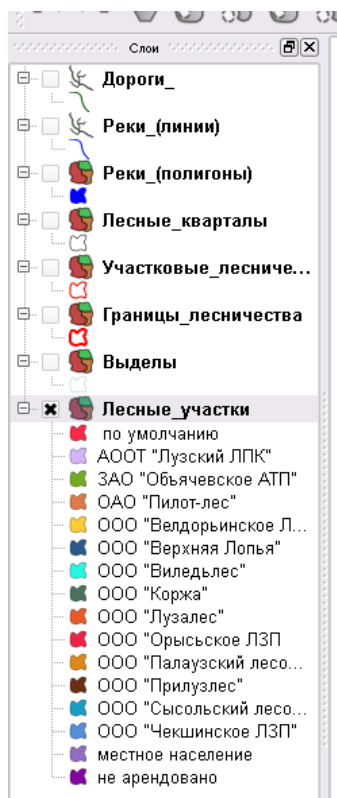 Слои
Дороги_
Реки_(линии)
Реки_(полигоны)
Лесные_кварталы
Участковые_лесниче...
Границы_лесничества
Выделы
Лесные_участки
по умолчанию
АООТ "Лузский ЛПК"
ЗАО "Объячевское АТП"
ОАО "Пилот-лес"
ООО "Велдорьинское Л...
ООО "Верхняя Лопья"
ООО "Виледьлес"
ООО "Коржа"
ООО "Лузалес"
ООО "Орысьское ЛЗП
ООО "Палаузский лесо...
ООО "Прилузлес"
ООО "Сысольский лесо...
ООО "Чекшинское ЛЗП"
местное население
не арендовано